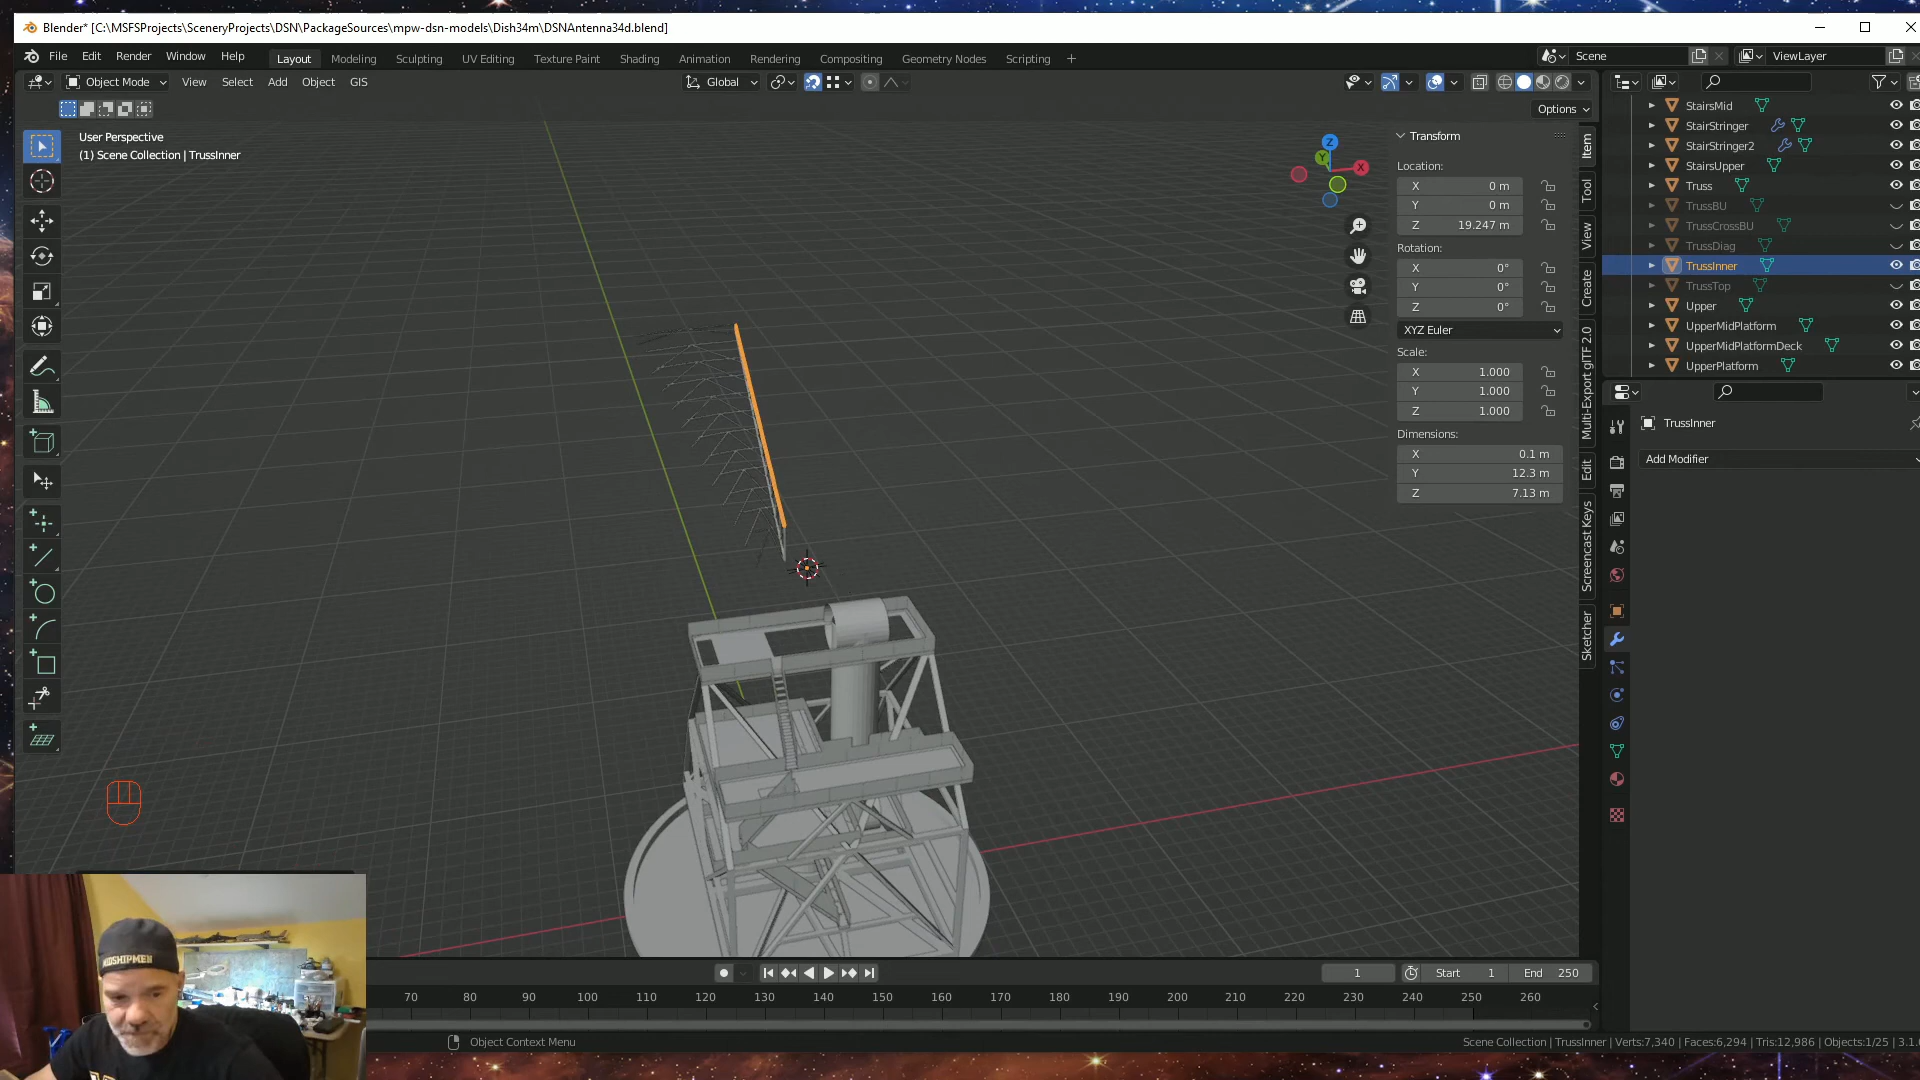 Blender* [C:\MSFSProjects\SceneryProjects\DSN\PackageSources\mpw-dsn-models\Dish34m\DSNAntenna34d.blend]
File Edit Render Window Help
Layout Modeling Sculpting UV Editing Texture Paint Shading Animation Rendering Compositing Geometry Nodes Scripting
Scene
ViewLayer
Object Mode View Select Add Object GIS
Global
Options
User Perspective
(1) Scene Collection | TrussInner
Z
Y
X
Transform
Location:
X 0 m
Y 0 m
Z 19.247 m
Rotation:
X 0°
Y 0°
Z 0°
XYZ Euler
Scale:
X 1.000
Y 1.000
Z 1.000
Dimensions:
X 0.1 m
Y 12.3 m
Z 7.13 m
Item
Tool
View
Create
Multi-Export glTF 2.0
Edit
Screencast Keys
Sketcher
StairsMid
StairStringer
StairStringer2
StairsUpper
Truss
TrussBU
TrussCrossBU
TrussDiag
TrussInner
TrussTop
Upper
UpperMidPlatform
UpperMidPlatformDeck
UpperPlatform
TrussInner
Add Modifier
MIDSHIPMEN
1
Start 1
End 250
70 80 90 100 110 120 130 140 150 160 170 180 190 200 210 220 230 240 250 260
Object Context Menu
Scene Collection | TrussInner | Verts:7,340 | Faces:6,294 | Tris:12,986 | Objects:1/25 | 3.1.